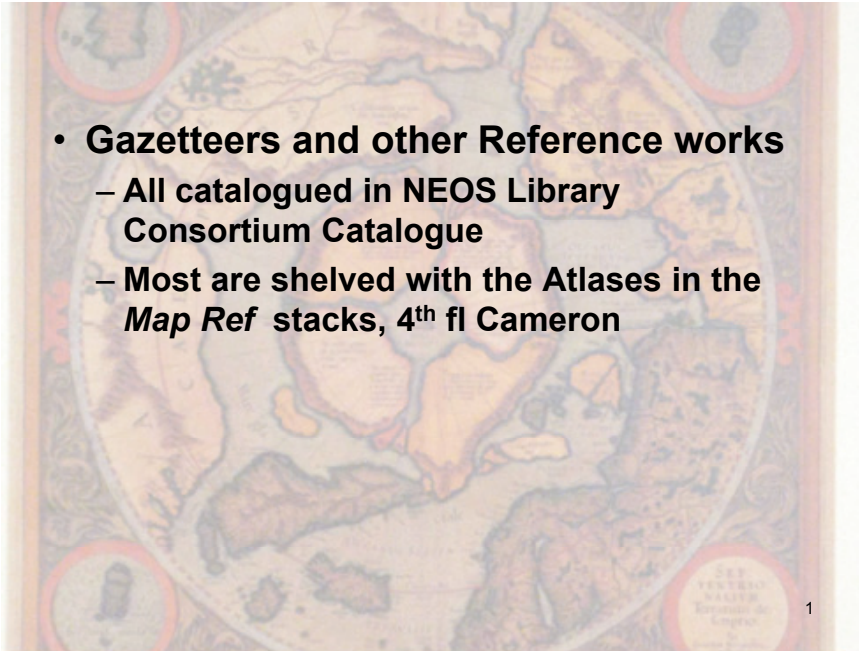 • Gazetteers and other Reference works
– All catalogued in NEOS Library
Consortium Catalogue
– Most are shelved with the Atlases in the
Map Ref stacks, 4th fl Cameron
1